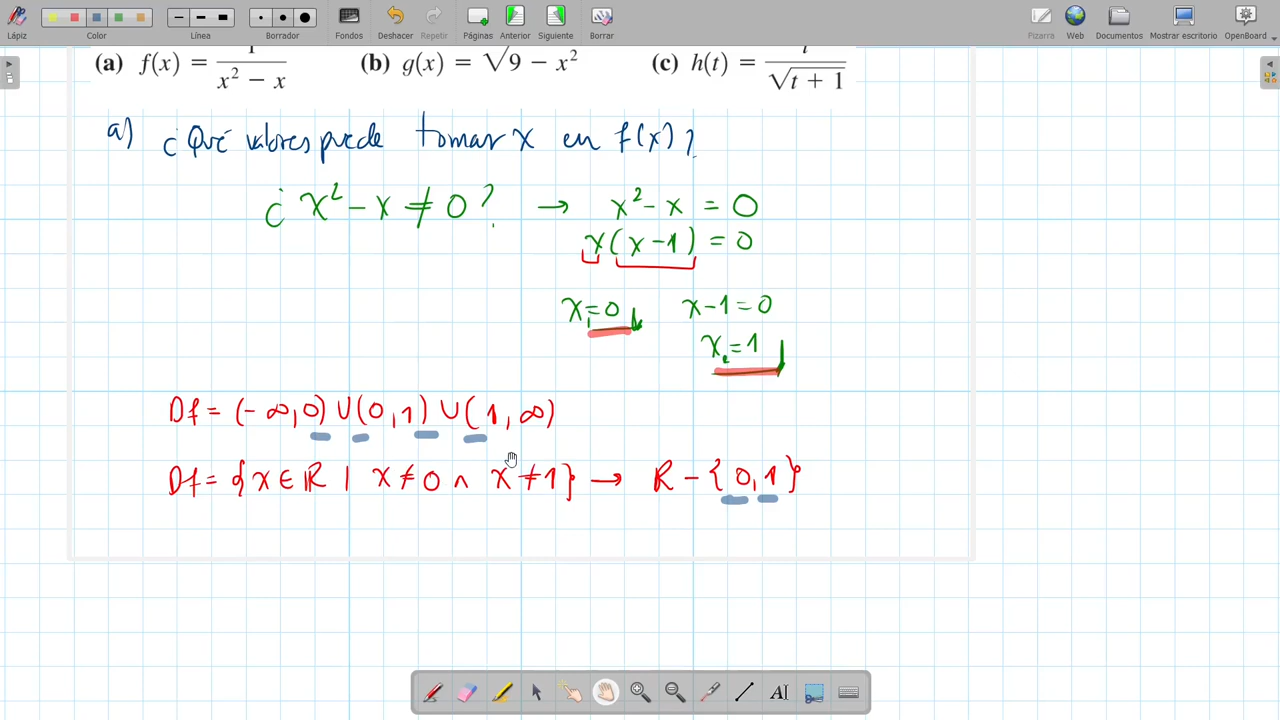 Lápiz Color Línea Borrador Fondos Deshacer Repetir Páginas Anterior Siguiente Borrar Pizarra Web Documentos Mostrar escritorio OpenBoard
(a) f(x) = 1/(x² − x) (b) g(x) = √9 − x² (c) h(t) = t/√(t + 1)
a) ¿Qué valores puede tomar x en f(x)?
¿ x² − x ≠ 0 ? → x² − x = 0
x(x − 1) = 0
x₁ = 0 x − 1 = 0
x₂ = 1
Df = (− ∞, 0) ∪ (0, 1) ∪ (1, ∞)
Df = {x ∈ R | x ≠ 0 ∧ x ≠ 1} → R − {0, 1}
AI